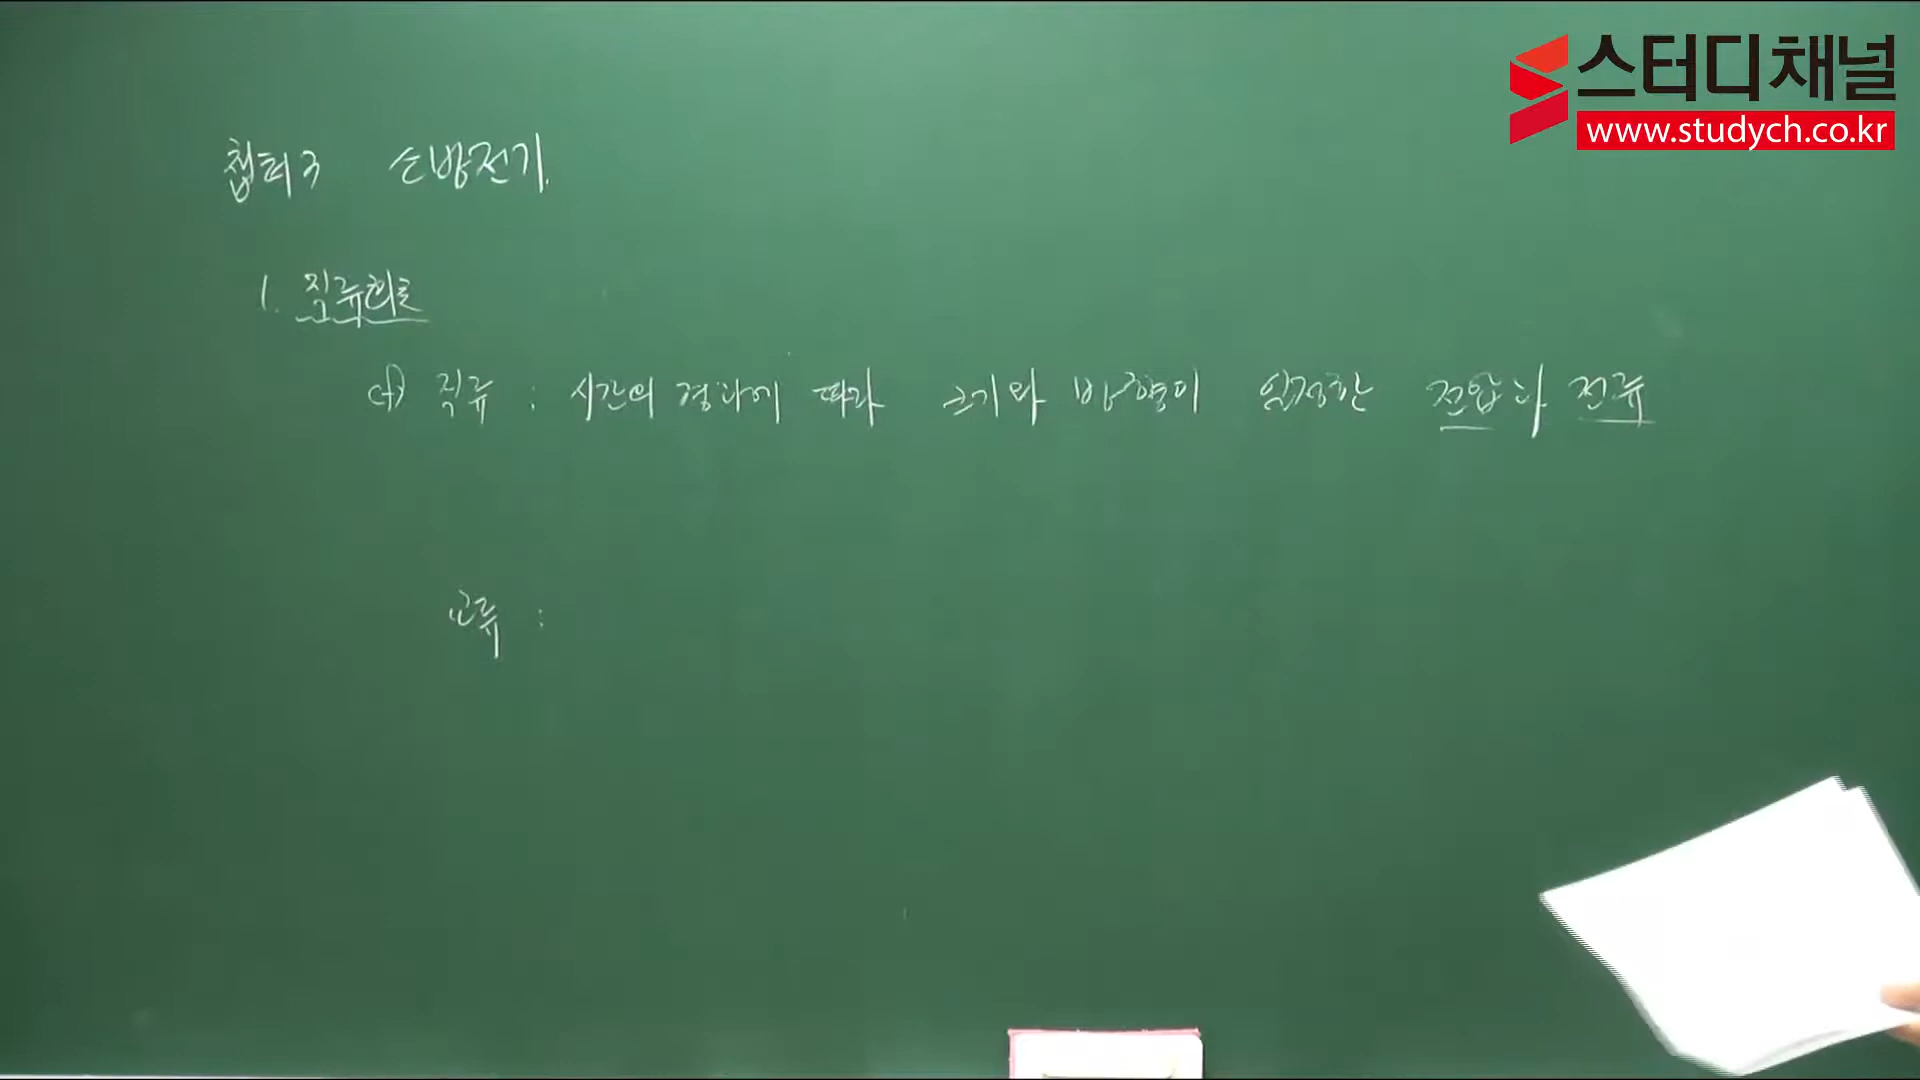 스터디채널
www.studych.co.kr
챕터3 소방전기.
1. 직류회로
(1) 직류 : 시간의 경과에 따라 크기와 방향이 일정한 전압과 전류
교류 :